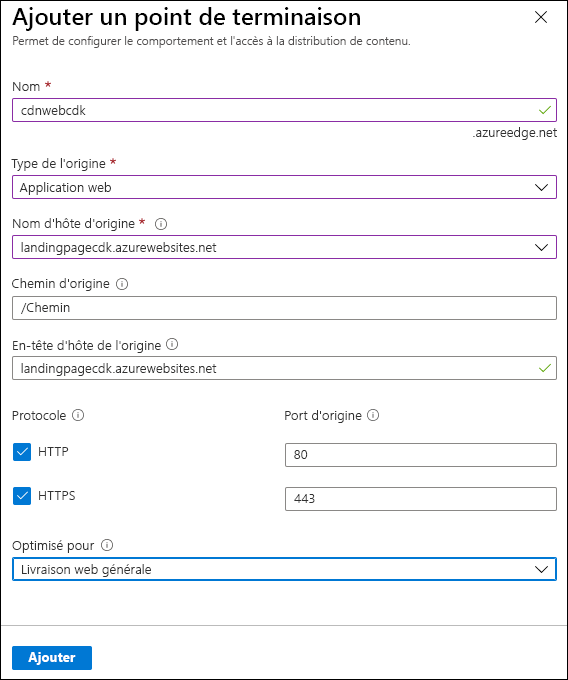 Ajouter un point de terminaison
Permet de configurer le comportement et l'accès à la distribution de contenu.
Nom *
cdnwebcdk
.azureedge.net
Type de l'origine *
Application web
Nom d'hôte d'origine *
landingpagecdk.azurewebsites.net
Chemin d'origine
/Chemin
En-tête d'hôte de l'origine
landingpagecdk.azurewebsites.net
Protocole Port d'origine
HTTP 80
HTTPS 443
Optimisé pour
Livraison web générale
Ajouter